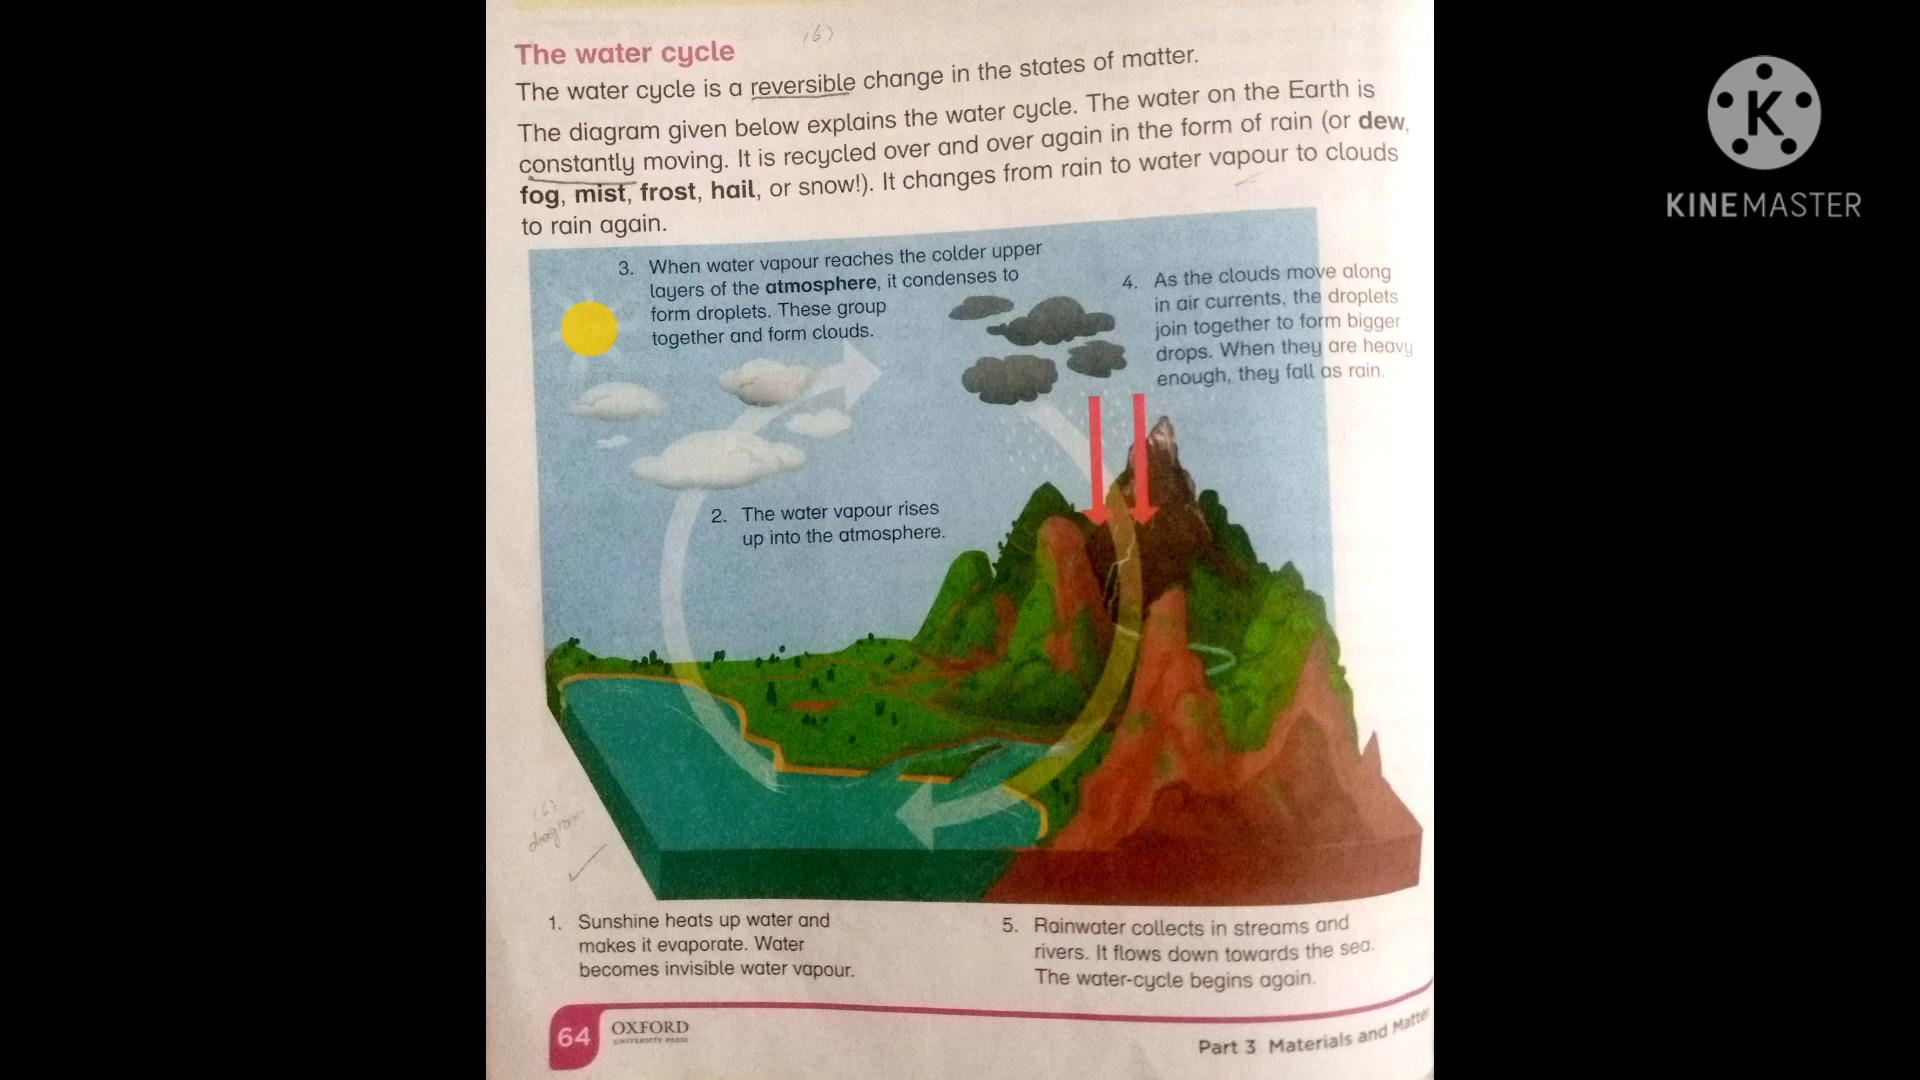 (6)
The water cycle
The water cycle is a reversible change in the states of matter.
The diagram given below explains the water cycle. The water on the Earth is
constantly moving. It is recycled over and over again in the form of rain (or dew,
fog, mist, frost, hail, or snow!). It changes from rain to water vapour to clouds
to rain again.
3. When water vapour reaches the colder upper
layers of the atmosphere, it condenses to
form droplets. These group
together and form clouds.
4. As the clouds move along
in air currents, the droplets
join together to form bigger
drops. When they are heavy
enough, they fall as rain.
2. The water vapour rises
up into the atmosphere.
(6)
1. Sunshine heats up water and
makes it evaporate. Water
becomes invisible water vapour.
5. Rainwater collects in streams and
rivers. It flows down towards the sea.
The water-cycle begins again.
64
OXFORD
UNIVERSITY PRESS
Part 3 Materials and Matter
K
KINEMASTER